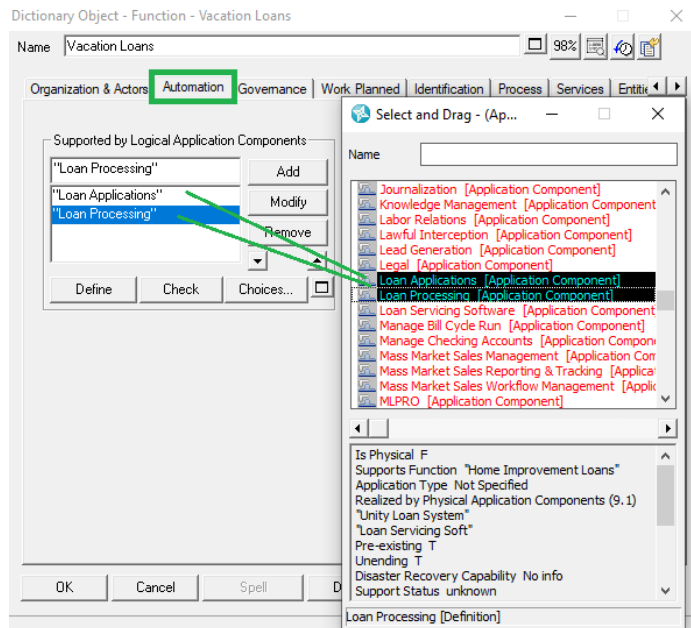 Dictionary Object - Function - Vacation Loans
Name Vacation Loans
98%
Organization & Actors Automation Governance Work Planned Identification Process Services Entitie
Supported by Logical Application Components
"Loan Processing"
Add
"Loan Applications"
"Loan Processing"
Modify
Remove
Define Check Choices...
OK Cancel Spell D
Select and Drag - (Ap...
Name
Journalization [Application Component]
Knowledge Management [Application Component
Labor Relations [Application Component]
Lawful Interception [Application Component]
Lead Generation [Application Component]
Legal [Application Component]
Loan Applications [Application Component]
Loan Processing [Application Component]
Loan Servicing Software [Application Component
Manage Bill Cycle Run [Application Component]
Manage Checking Accounts [Application Compone
Mass Market Sales Management [Application Com
Mass Market Sales Reporting & Tracking [Applicat
Mass Market Sales Workflow Management [Applic
MLPRO [Application Component]
Is Physical F
Supports Function "Home Improvement Loans"
Application Type Not Specified
Realized by Physical Application Components (9.1)
"Unity Loan System"
"Loan Servicing Soft"
Pre-existing T
Unending T
Disaster Recovery Capability No info
Support Status unknown
Loan Processing [Definition]